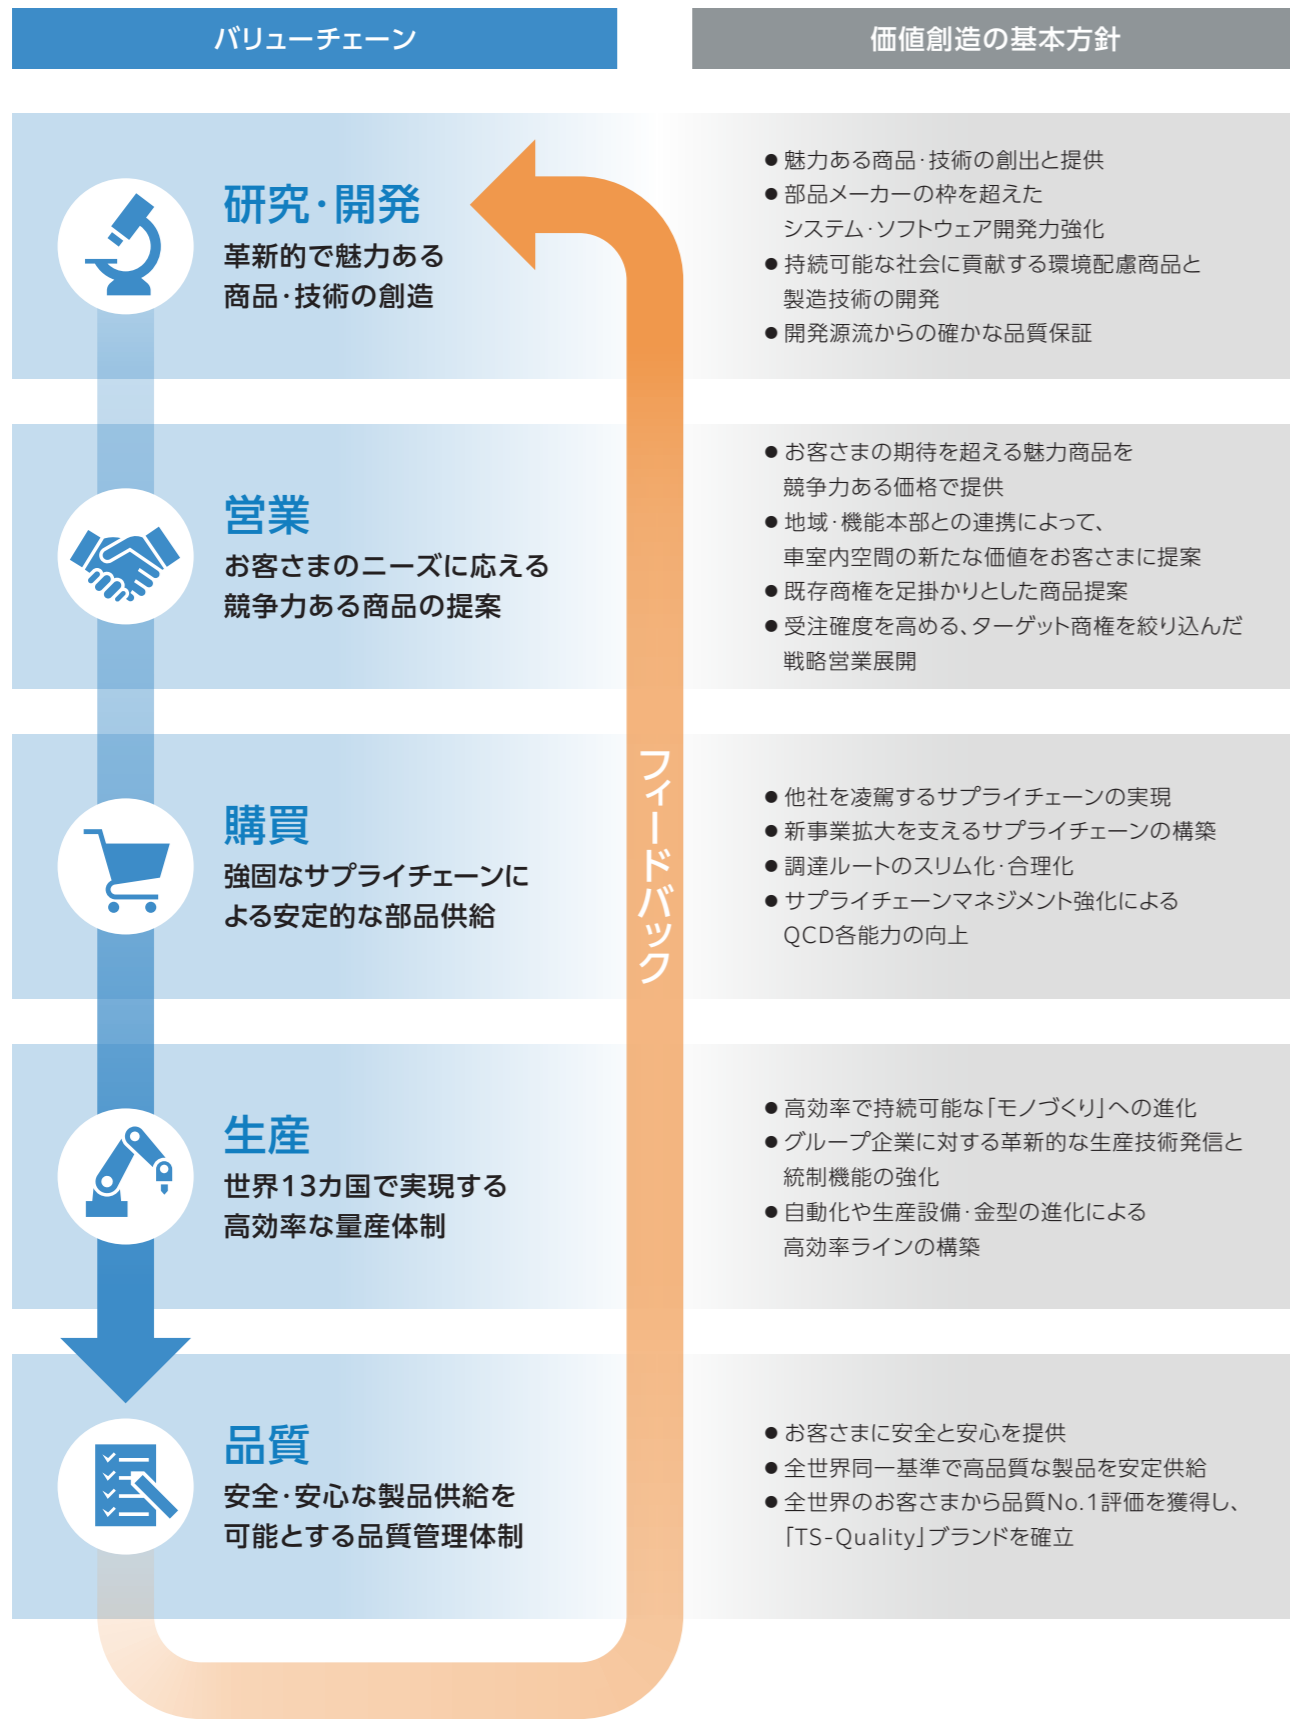 バリューチェーン
価値創造の基本方針
研究・開発
革新的で魅力ある
商品・技術の創造
● 魅力ある商品・技術の創出と提供
● 部品メーカーの枠を超えた
システム・ソフトウェア開発力強化
● 持続可能な社会に貢献する環境配慮商品と
製造技術の開発
● 開発源流からの確かな品質保証
営業
お客さまのニーズに応える
競争力ある商品の提案
● お客さまの期待を超える魅力商品を
競争力ある価格で提供
● 地域・機能本部との連携によって、
車室内空間の新たな価値をお客さまに提案
● 既存商権を足掛かりとした商品提案
● 受注確度を高める、ターゲット商権を絞り込んだ
戦略営業展開
購買
強固なサプライチェーンに
よる安定的な部品供給
フィードバック
● 他社を凌駕するサプライチェーンの実現
● 新事業拡大を支えるサプライチェーンの構築
● 調達ルートのスリム化・合理化
● サプライチェーンマネジメント強化による
QCD各能力の向上
生産
世界13カ国で実現する
高効率な量産体制
● 高効率で持続可能な「モノづくり」への進化
● グループ企業に対する革新的な生産技術発信と
統制機能の強化
● 自動化や生産設備・金型の進化による
高効率ラインの構築
品質
安全・安心な製品供給を
可能とする品質管理体制
● お客さまに安全と安心を提供
● 全世界同一基準で高品質な製品を安定供給
● 全世界のお客さまから品質No.1評価を獲得し、
「TS-Quality」ブランドを確立